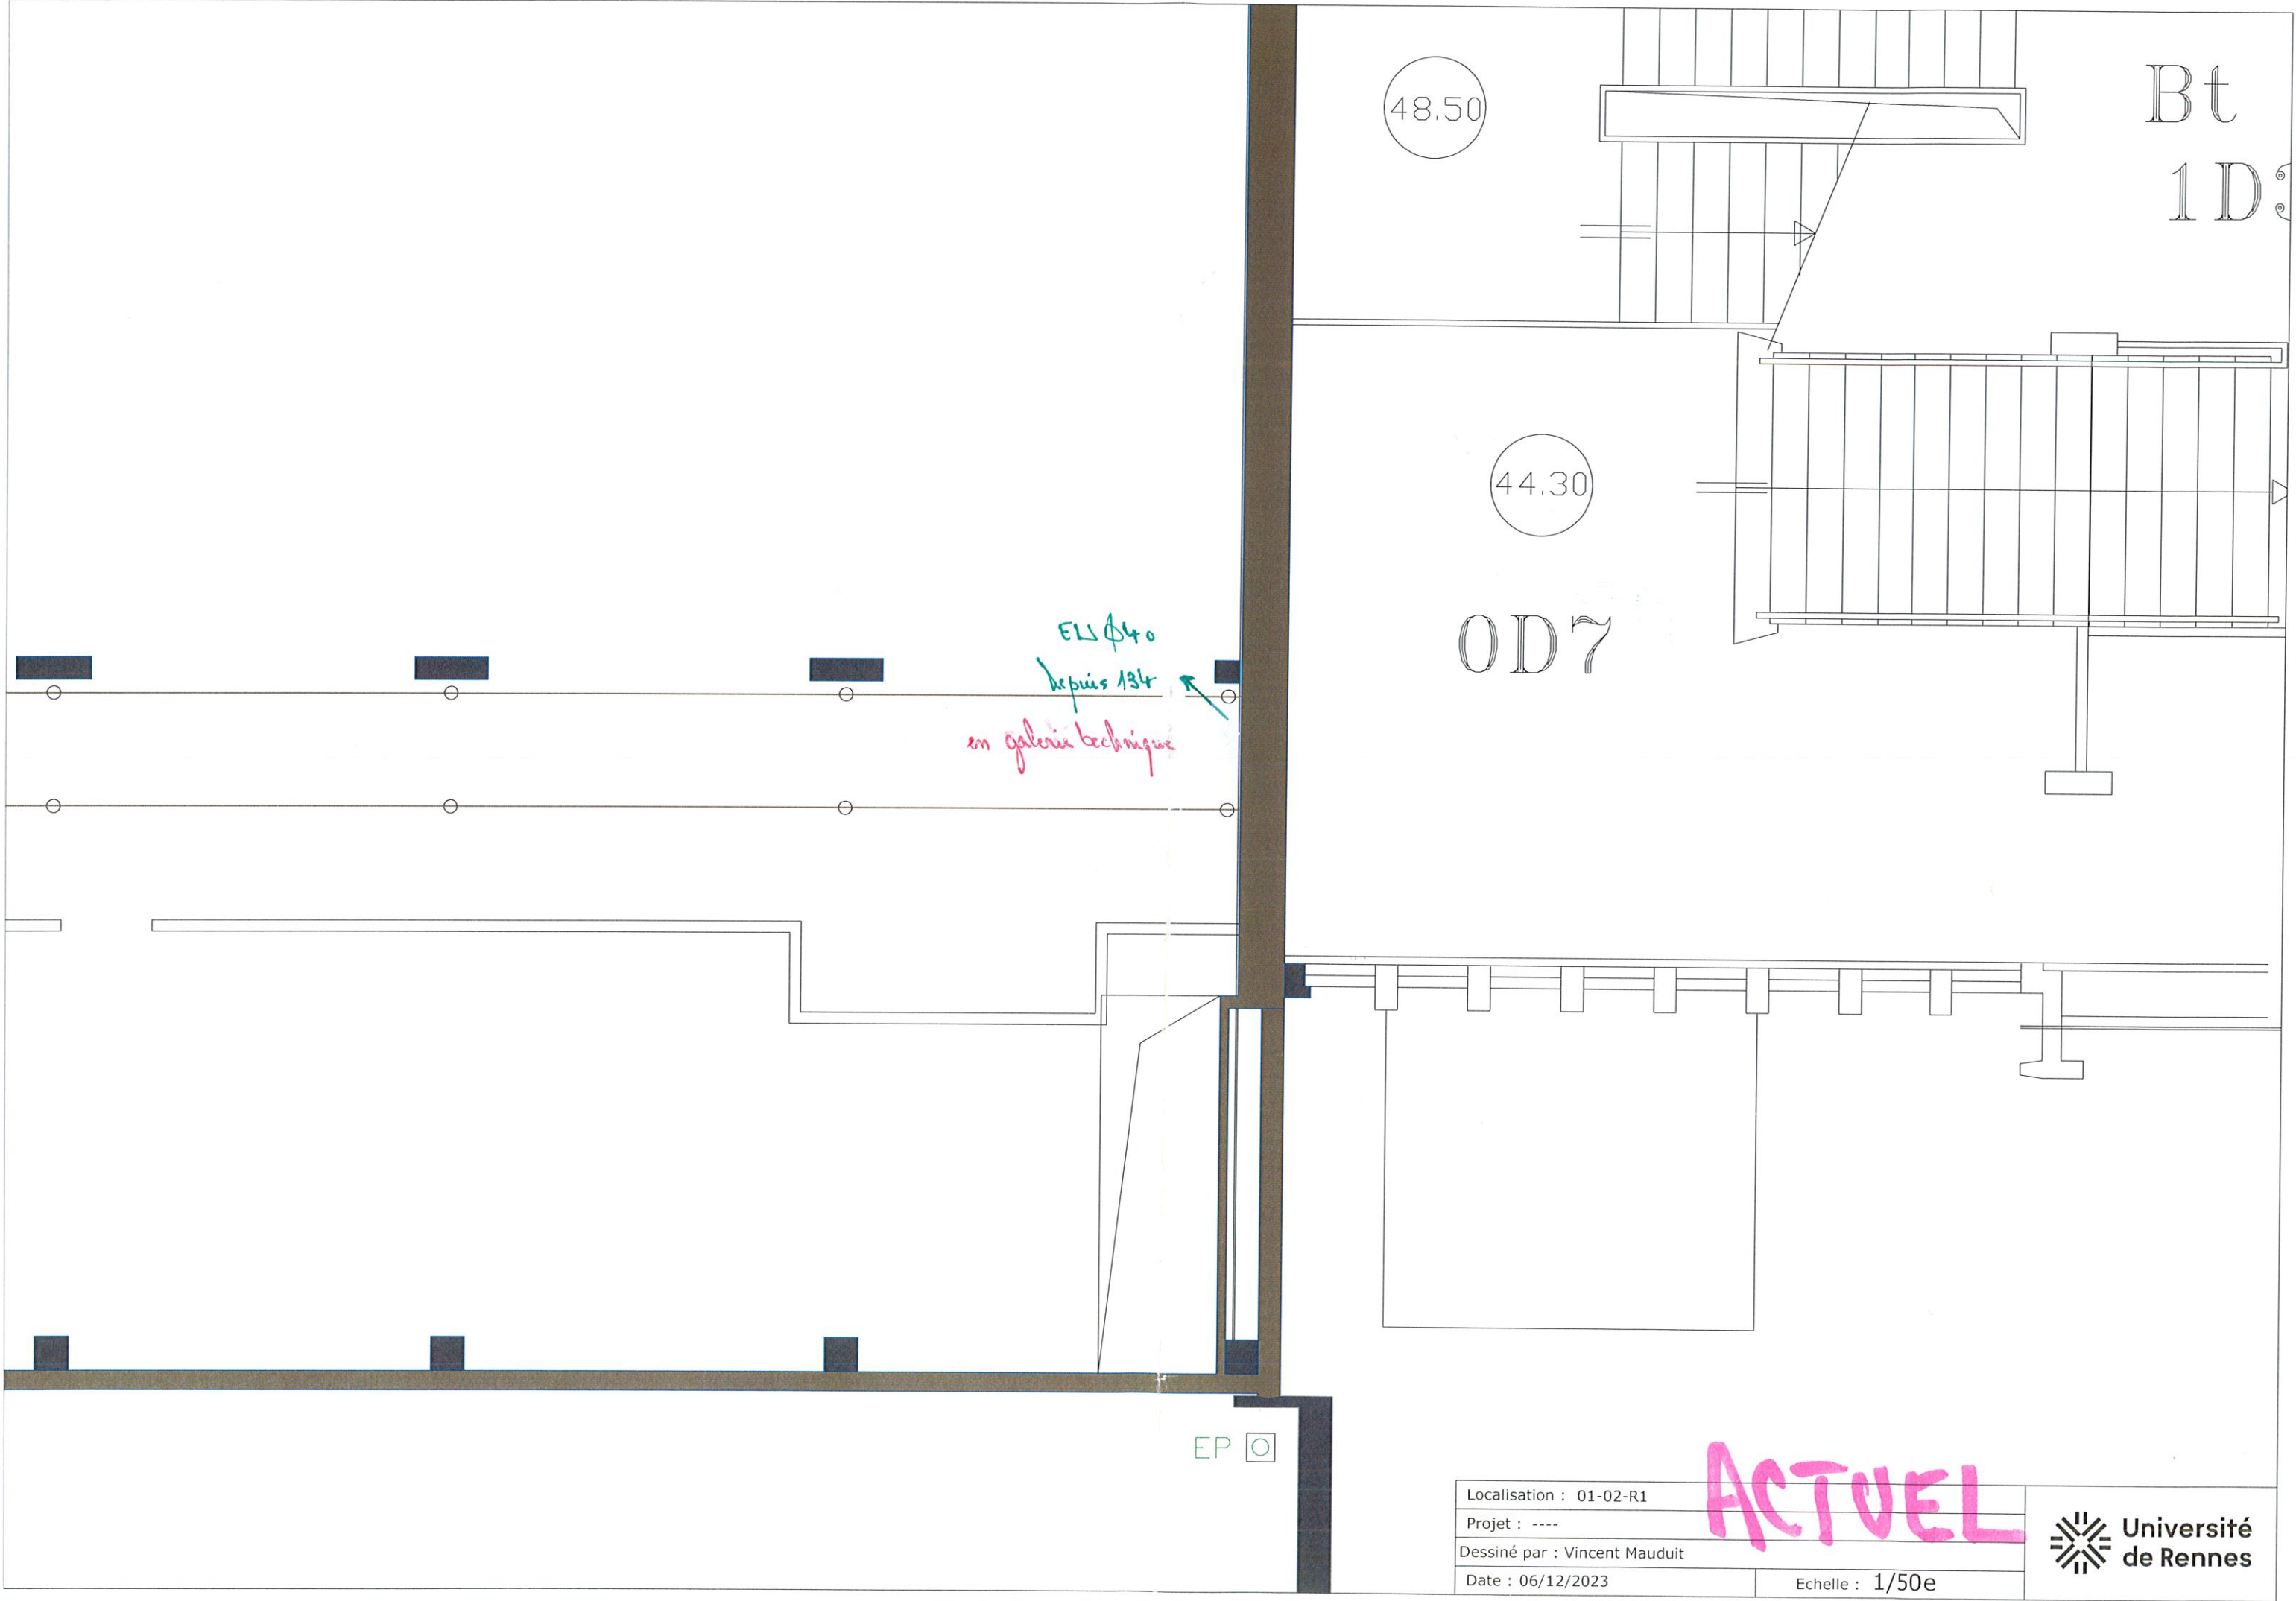 48.50
Bt
1D
44.30
0D7
EU Ø40
Depuis 134
en galerie technique
EP
ACTUEL
Localisation : 01-02-R1
Projet : ----
Dessiné par : Vincent Mauduit
Date : 06/12/2023
Echelle : 1/50e
Université
de Rennes